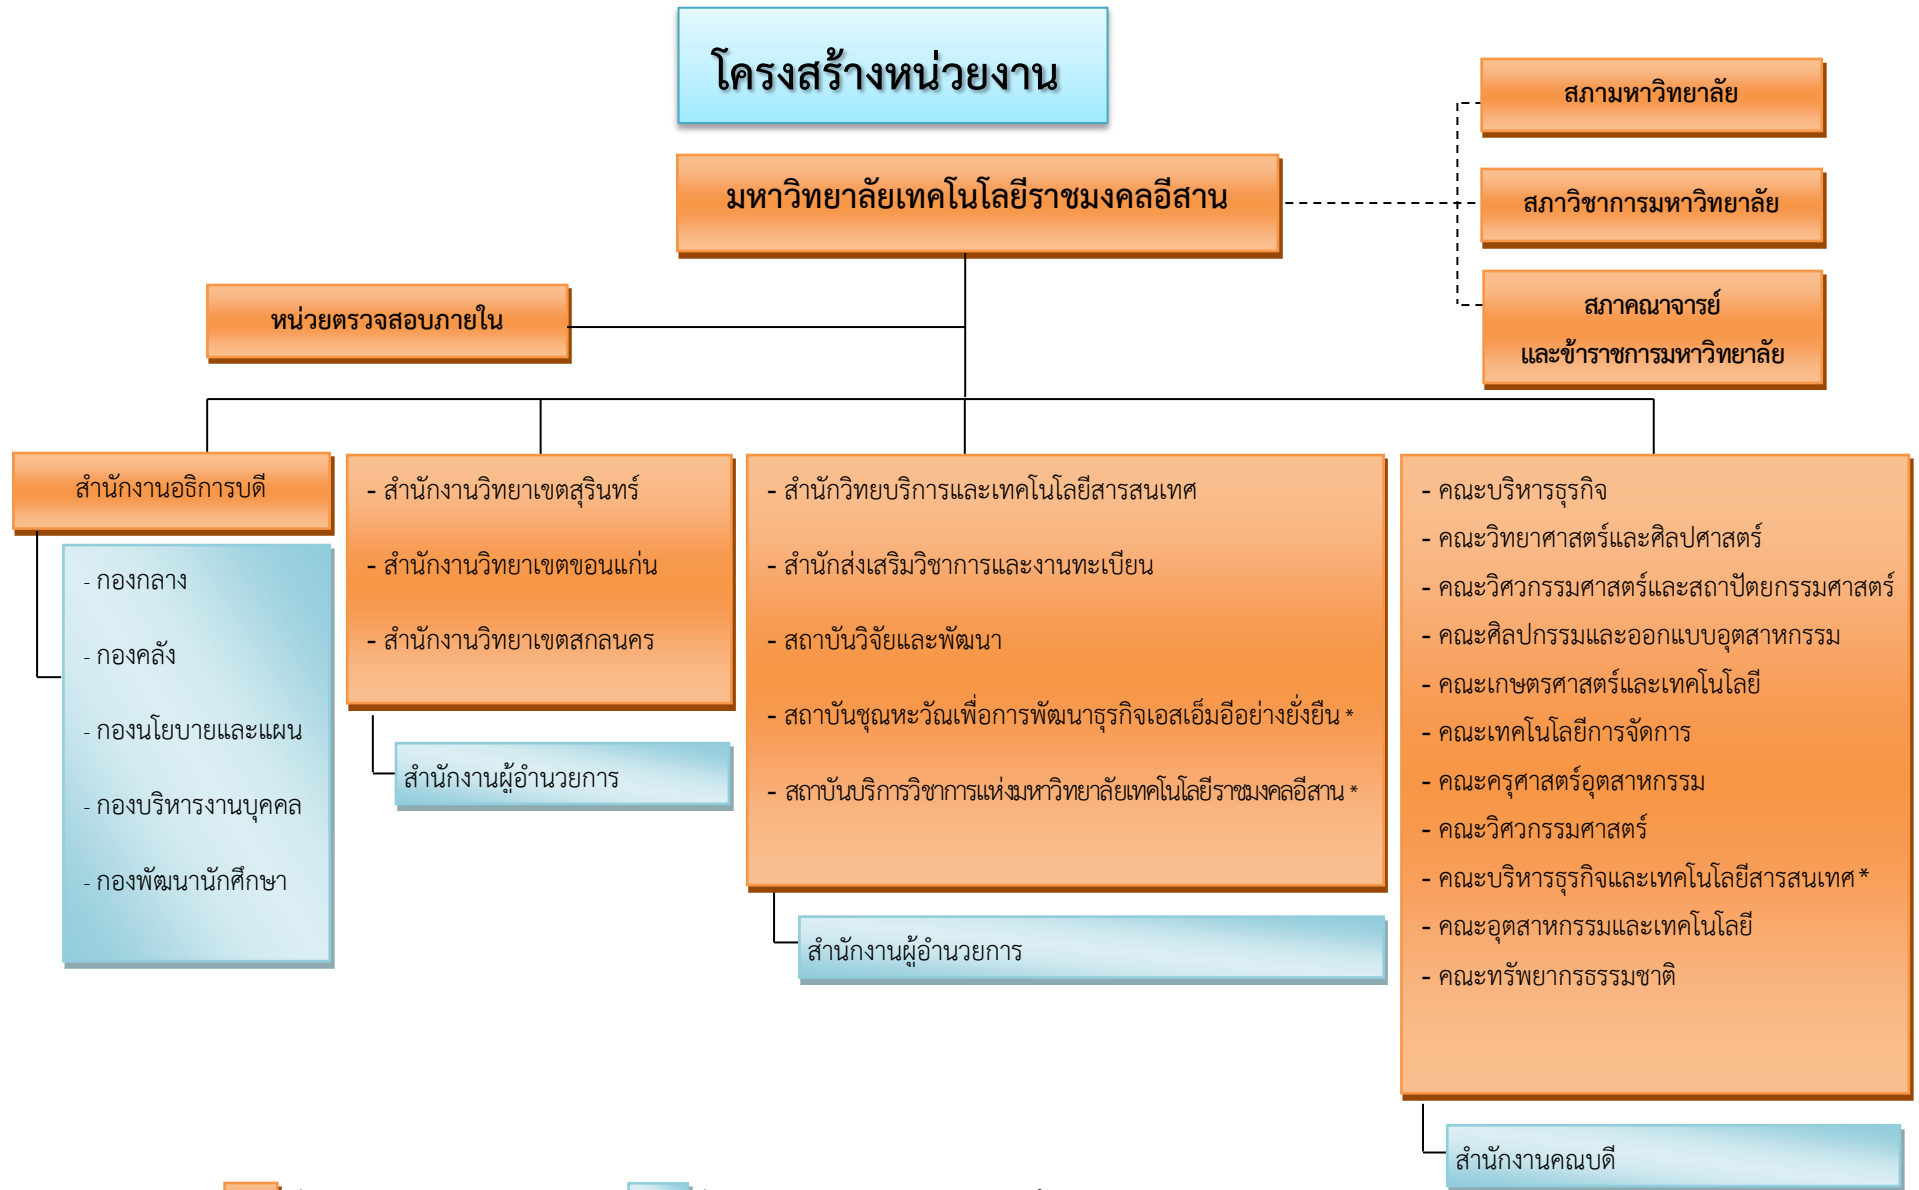 โครงสร้างหน่วยงาน
มหาวิทยาลัยเทคโนโลยีราชมงคลอีสาน
สภามหาวิทยาลัย
สภาวิชาการมหาวิทยาลัย
สภาคณาจารย์
และข้าราชการมหาวิทยาลัย
หน่วยตรวจสอบภายใน
สำนักงานอธิการบดี
- กองกลาง
- กองคลัง
- กองนโยบายและแผน
- กองบริหารงานบุคคล
- กองพัฒนานักศึกษา
- สำนักงานวิทยาเขตสุรินทร์
- สำนักงานวิทยาเขตขอนแก่น
- สำนักงานวิทยาเขตสกลนคร
สำนักงานผู้อำนวยการ
- สำนักวิทยบริการและเทคโนโลยีสารสนเทศ
- สำนักส่งเสริมวิชาการและงานทะเบียน
- สถาบันวิจัยและพัฒนา
- สถาบันชุณหะวัณเพื่อการพัฒนาธุรกิจเอสเอ็มอีอย่างยั่งยืน *
- สถาบันบริการวิชาการแห่งมหาวิทยาลัยเทคโนโลยีราชมงคลอีสาน *
สำนักงานผู้อำนวยการ
- คณะบริหารธุรกิจ
- คณะวิทยาศาสตร์และศิลปศาสตร์
- คณะวิศวกรรมศาสตร์และสถาปัตยกรรมศาสตร์
- คณะศิลปกรรมและออกแบบอุตสาหกรรม
- คณะเกษตรศาสตร์และเทคโนโลยี
- คณะเทคโนโลยีการจัดการ
- คณะครุศาสตร์อุตสาหกรรม
- คณะวิศวกรรมศาสตร์
- คณะบริหารธุรกิจและเทคโนโลยีสารสนเทศ *
- คณะอุตสาหกรรมและเทคโนโลยี
- คณะทรัพยากรธรรมชาติ
สำนักงานคณบดี